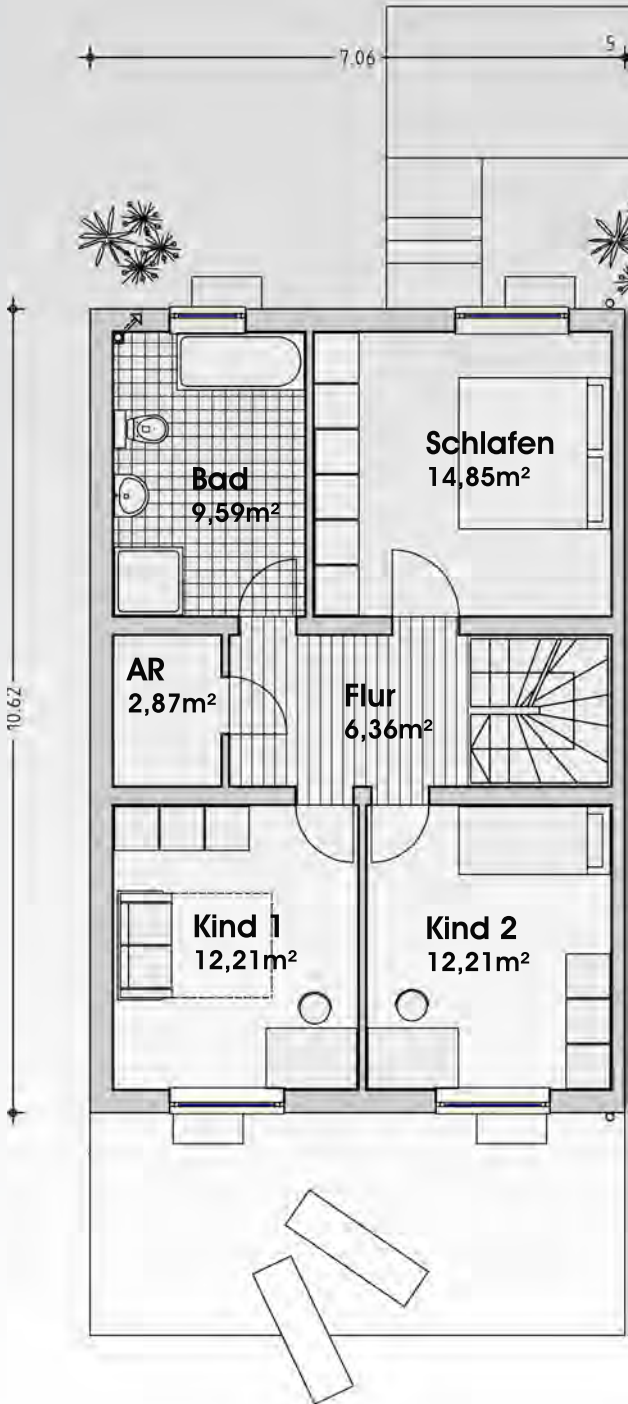 7.06
5
Schlafen
14,85m²
Bad
9,59m²
AR
2,87m²
Flur
6,36m²
10.62
Kind 1
12,21m²
Kind 2
12,21m²